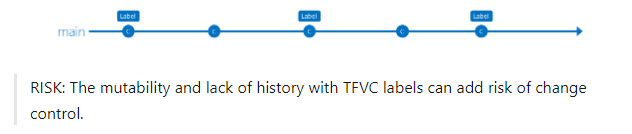 Label Label Label
main C C C C C
RISK: The mutability and lack of history with TFVC labels can add risk of change
control.